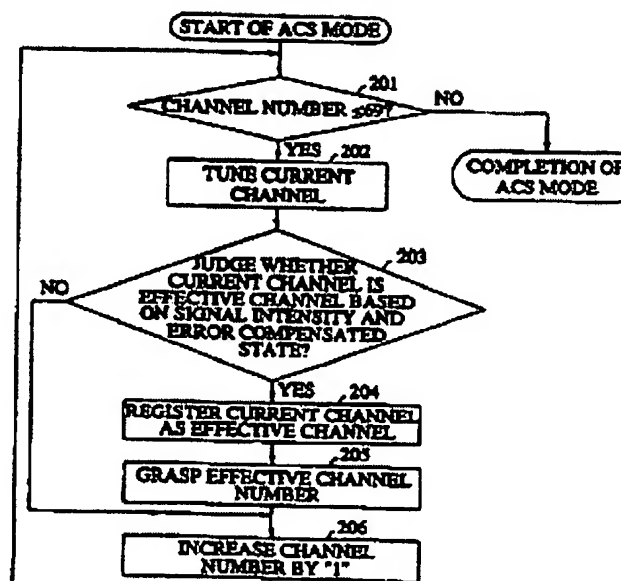 START OF ACS MODE
201
CHANNEL NUMBER ≤69?
NO
YES
202
TUNE CURRENT
CHANNEL
COMPLETION OF
ACS MODE
203
NO
JUDGE WHETHER
CURRENT CHANNEL IS
EFFECTIVE CHANNEL BASED
ON SIGNAL INTENSITY AND
ERROR COMPENSATED
STATE?
YES
204
REGISTER CURRENT CHANNEL
AS EFFECTIVE CHANNEL
205
GRASP EFFECTIVE CHANNEL
NUMBER
206
INCREASE CHANNEL
NUMBER BY "1"